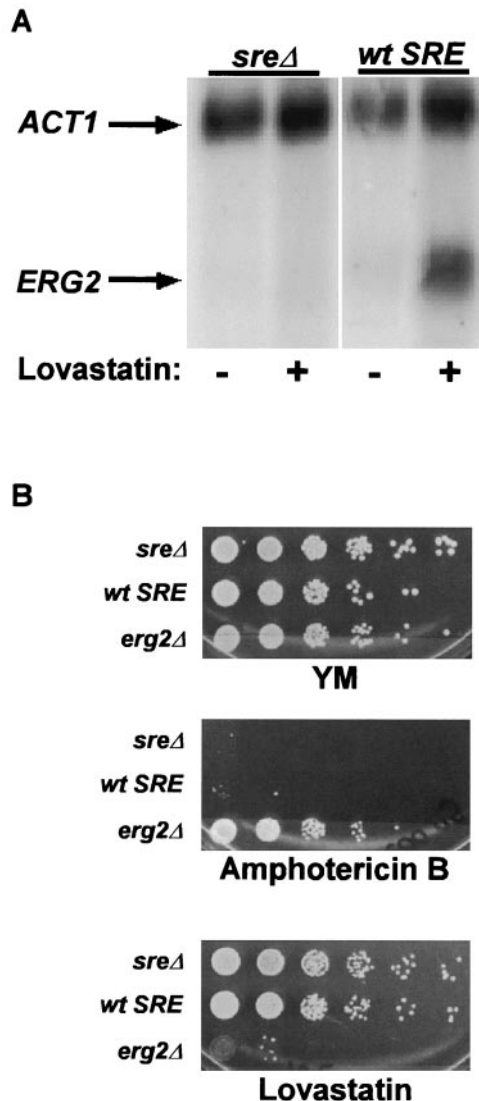 A
sreΔ wt SRE
ACT1
ERG2
Lovastatin: - + - +
B
sreΔ
wt SRE
erg2Δ
YM
sreΔ
wt SRE
erg2Δ
Amphotericin B
sreΔ
wt SRE
erg2Δ
Lovastatin